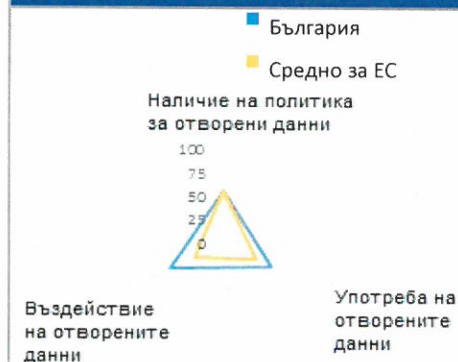 България
Средно за ЕС
Наличие на политика
за отворени данни
100
75
50
25
0
Въздействие
на отворените
данни
Употреба на
отворените
данни